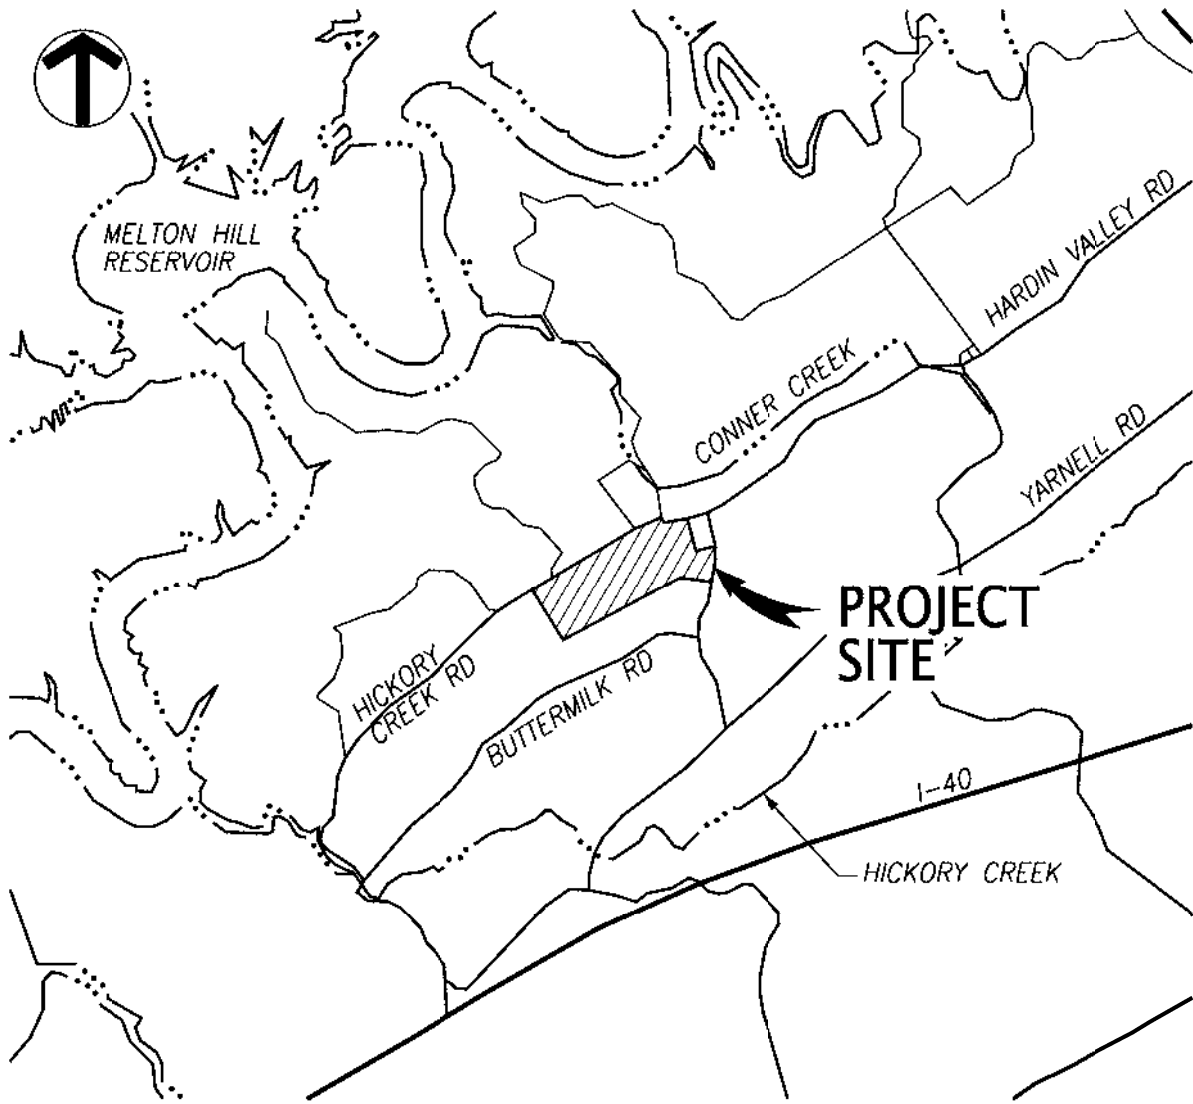 MELTON HILL
RESERVOIR
HARDIN VALLEY RD
CONNER CREEK
YARNELL RD
PROJECT
SITE
HICKORY
CREEK RD
BUTTERMILK RD
I-40
HICKORY CREEK